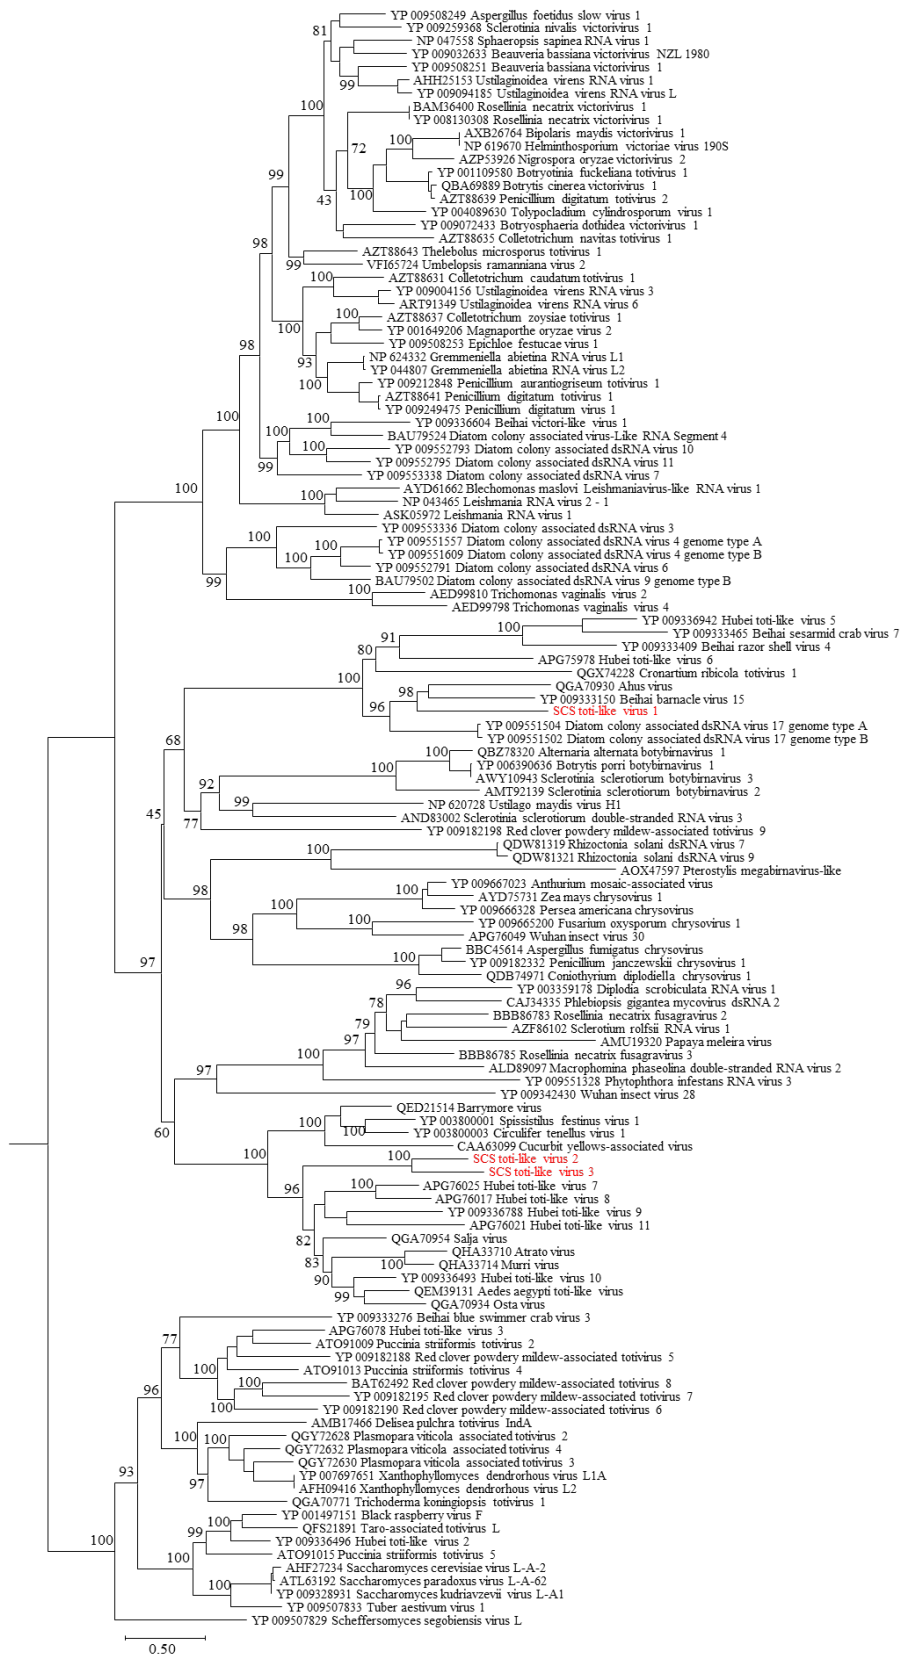 YP 009508249 Aspergillus foetidus slow virus 1
81
YP 009259368 Sclerotinia nivalis victorivirus 1
NP 047558 Sphaeropsis sapinea RNA virus 1
YP 009032633 Beauveria bassiana victorivirus NZL 1980
YP 009508251 Beauveria bassiana victorivirus 1
99
AHH25153 Ustilaginoidea virens RNA virus 1
YP 009094185 Ustilaginoidea virens RNA virus L
100
BAM36400 Rosellinia necatrix victorivirus 1
YP 008130308 Rosellinia necatrix victorivirus 1
AXB26764 Bipolaris maydis victorivirus 1
100
NP 619670 Helminthosporium victoriae virus 190S
72
AZP53926 Nigrospora oryzae victorivirus 2
99
YP 001109580 Botryotinia fuckeliana totivirus 1
QBA69889 Botrytis cinerea victorivirus 1
100
43
AZT88639 Penicillium digitatum totivirus 2
YP 004089630 Tolypocladium cylindrosporum virus 1
YP 009072433 Botryosphaeria dothidea victorivirus 1
AZT88635 Colletotrichum navitas totivirus 1
98
AZT88643 Thelebolus microsporus totivirus 1
99
VFI65724 Umbelopsis ramanniana virus 2
100
AZT88631 Colletotrichum caudatum totivirus 1
YP 009004156 Ustilaginoidea virens RNA virus 3
ART91349 Ustilaginoidea virens RNA virus 6
100
100
AZT88637 Colletotrichum zoysiae totivirus 1
YP 001649206 Magnaporthe oryzae virus 2
98
YP 009508253 Epichloe festucae virus 1
93
NP 624332 Gremmeniella abietina RNA virus L1
YP 044807 Gremmeniella abietina RNA virus L2
100
YP 009212848 Penicillium aurantiogriseum totivirus 1
AZT88641 Penicillium digitatum totivirus 1
YP 009249475 Penicillium digitatum virus 1
100
100
YP 009336604 Beihai victori-like virus 1
100
BAU79524 Diatom colony associated virus-Like RNA Segment 4
100
YP 009552793 Diatom colony associated dsRNA virus 10
YP 009552795 Diatom colony associated dsRNA virus 11
99
YP 009553338 Diatom colony associated dsRNA virus 7
100
100
AYD61662 Blechomonas maslovi Leishmaniavirus-like RNA virus 1
NP 043465 Leishmania RNA virus 2 - 1
ASK05972 Leishmania RNA virus 1
YP 009553336 Diatom colony associated dsRNA virus 3
100
YP 009551557 Diatom colony associated dsRNA virus 4 genome type A
100
YP 009551609 Diatom colony associated dsRNA virus 4 genome type B
100
YP 009552791 Diatom colony associated dsRNA virus 6
99
BAU79502 Diatom colony associated dsRNA virus 9 genome type B
100
AED99810 Trichomonas vaginalis virus 2
AED99798 Trichomonas vaginalis virus 4
YP 009336942 Hubei toti-like virus 5
100
YP 009333465 Beihai sesarmid crab virus 7
91
YP 009333409 Beihai razor shell virus 4
80
APG75978 Hubei toti-like virus 6
QGX74228 Cronartium ribicola totivirus 1
100
98
QGA70930 Ahus virus
YP 009333150 Beihai barnacle virus 15
96
SCS toti-like virus 1
YP 009551504 Diatom colony associated dsRNA virus 17 genome type A
YP 009551502 Diatom colony associated dsRNA virus 17 genome type B
68
QBZ78320 Alternaria alternata botybirnavirus 1
100
YP 006390636 Botrytis porri botybirnavirus 1
100
AWY10943 Sclerotinia sclerotiorum botybirnavirus 3
92
AMT92139 Sclerotinia sclerotiorum botybirnavirus 2
99
NP 620728 Ustilago maydis virus H1
45
77
AND83002 Sclerotinia sclerotiorum double-stranded RNA virus 3
YP 009182198 Red clover powdery mildew-associated totivirus 9
QDW81319 Rhizoctonia solani dsRNA virus 7
100
QDW81321 Rhizoctonia solani dsRNA virus 9
AOX47597 Pterostylis megabirnavirus-like
98
YP 009667023 Anthurium mosaic-associated virus
100
AYD75731 Zea mays chrysovirus 1
100
YP 009666328 Persea americana chrysovirus
100
YP 009665200 Fusarium oxysporum chrysovirus 1
98
APG76049 Wuhan insect virus 30
BBC45614 Aspergillus fumigatus chrysovirus
100
YP 009182332 Penicillium janczewskii chrysovirus 1
97
QDB74971 Coniothyrium diplodiella chrysovirus 1
96
YP 003359178 Diplodia scrobiculata RNA virus 1
78
CAJ34335 Phlebiopsis gigantea mycovirus dsRNA 2
BBB86783 Rosellinia necatrix fusagravirus 2
79
AZF86102 Sclerotium rolfsii RNA virus 1
97
AMU19320 Papaya meleira virus
100
BBB86785 Rosellinia necatrix fusagravirus 3
97
ALD89097 Macrophomina phaseolina double-stranded RNA virus 2
YP 009551328 Phytophthora infestans RNA virus 3
YP 009342430 Wuhan insect virus 28
QED21514 Barrymore virus
100
YP 003800001 Spissistilus festinus virus 1
60
100
YP 003800003 Circulifer tenellus virus 1
CAA63099 Cucurbit yellows-associated virus
100
100
SCS toti-like virus 2
SCS toti-like virus 3
96
100
APG76025 Hubei toti-like virus 7
APG76017 Hubei toti-like virus 8
YP 009336788 Hubei toti-like virus 9
APG76021 Hubei toti-like virus 11
82
QGA70954 Salja virus
83
QHA33710 Atrato virus
100
QHA33714 Murri virus
90
YP 009336493 Hubei toti-like virus 10
99
QEM39131 Aedes aegypti toti-like virus
QGA70934 Osta virus
YP 009333276 Beihai blue swimmer crab virus 3
77
APG76078 Hubei toti-like virus 3
ATO91009 Puccinia striiformis totivirus 2
YP 009182188 Red clover powdery mildew-associated totivirus 5
100
ATO91013 Puccinia striiformis totivirus 4
96
100
BAT62492 Red clover powdery mildew-associated totivirus 8
YP 009182195 Red clover powdery mildew-associated totivirus 7
100
YP 009182190 Red clover powdery mildew-associated totivirus 6
AMB17466 Delisea pulchra totivirus IndA
100
100
QGY72628 Plasmopara viticola associated totivirus 2
QGY72632 Plasmopara viticola associated totivirus 4
QGY72630 Plasmopara viticola associated totivirus 3
93
YP 007697651 Xanthophyllomyces dendrorhous virus L1A
97
AFH09416 Xanthophyllomyces dendrorhous virus L2
QGA70771 Trichoderma koningiopsis totivirus 1
YP 001497151 Black raspberry virus F
100
QFS21891 Taro-associated totivirus L
99
YP 009336496 Hubei toti-like virus 2
100
ATO91015 Puccinia striiformis totivirus 5
100
AHF27234 Saccharomyces cerevisiae virus L-A-2
ATL63192 Saccharomyces paradoxus virus L-A-62
100
YP 009328931 Saccharomyces kudriavzevii virus L-A1
YP 009507833 Tuber aestivum virus 1
YP 009507829 Scheffersomyces segobiensis virus L
0.50